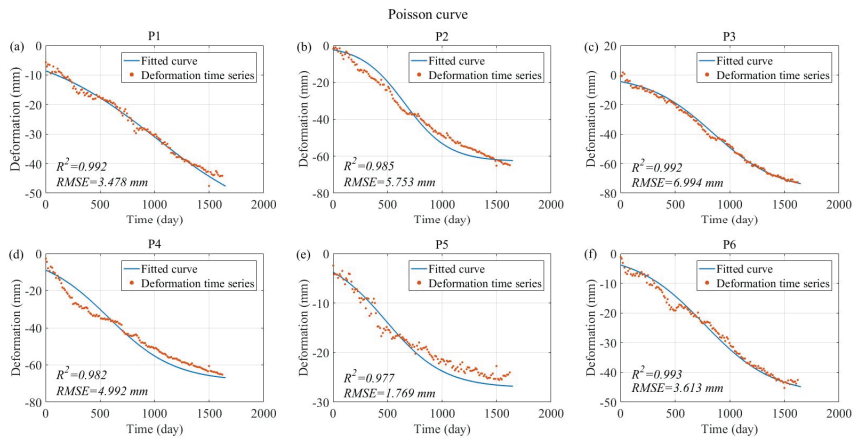 Poisson curve
(a)
P1
Fitted curve
Deformation time series
R²=0.992
RMSE=3.478 mm
Deformation (mm)
0
-10
-20
-30
-40
-50
0
500
1000
1500
2000
Time (day)
(b)
P2
Fitted curve
Deformation time series
R²=0.985
RMSE=5.753 mm
Deformation (mm)
0
-20
-40
-60
-80
0
500
1000
1500
2000
Time (day)
(c)
P3
Fitted curve
Deformation time series
R²=0.992
RMSE=6.994 mm
Deformation (mm)
20
0
-20
-40
-60
-80
0
500
1000
1500
2000
Time (day)
(d)
P4
Fitted curve
Deformation time series
R²=0.982
RMSE=4.992 mm
Deformation (mm)
0
-20
-40
-60
-80
0
500
1000
1500
2000
Time (day)
(e)
P5
Fitted curve
Deformation time series
R²=0.977
RMSE=1.769 mm
Deformation (mm)
0
-10
-20
-30
0
500
1000
1500
2000
Time (day)
(f)
P6
Fitted curve
Deformation time series
R²=0.993
RMSE=3.613 mm
Deformation (mm)
0
-10
-20
-30
-40
-50
0
500
1000
1500
2000
Time (day)